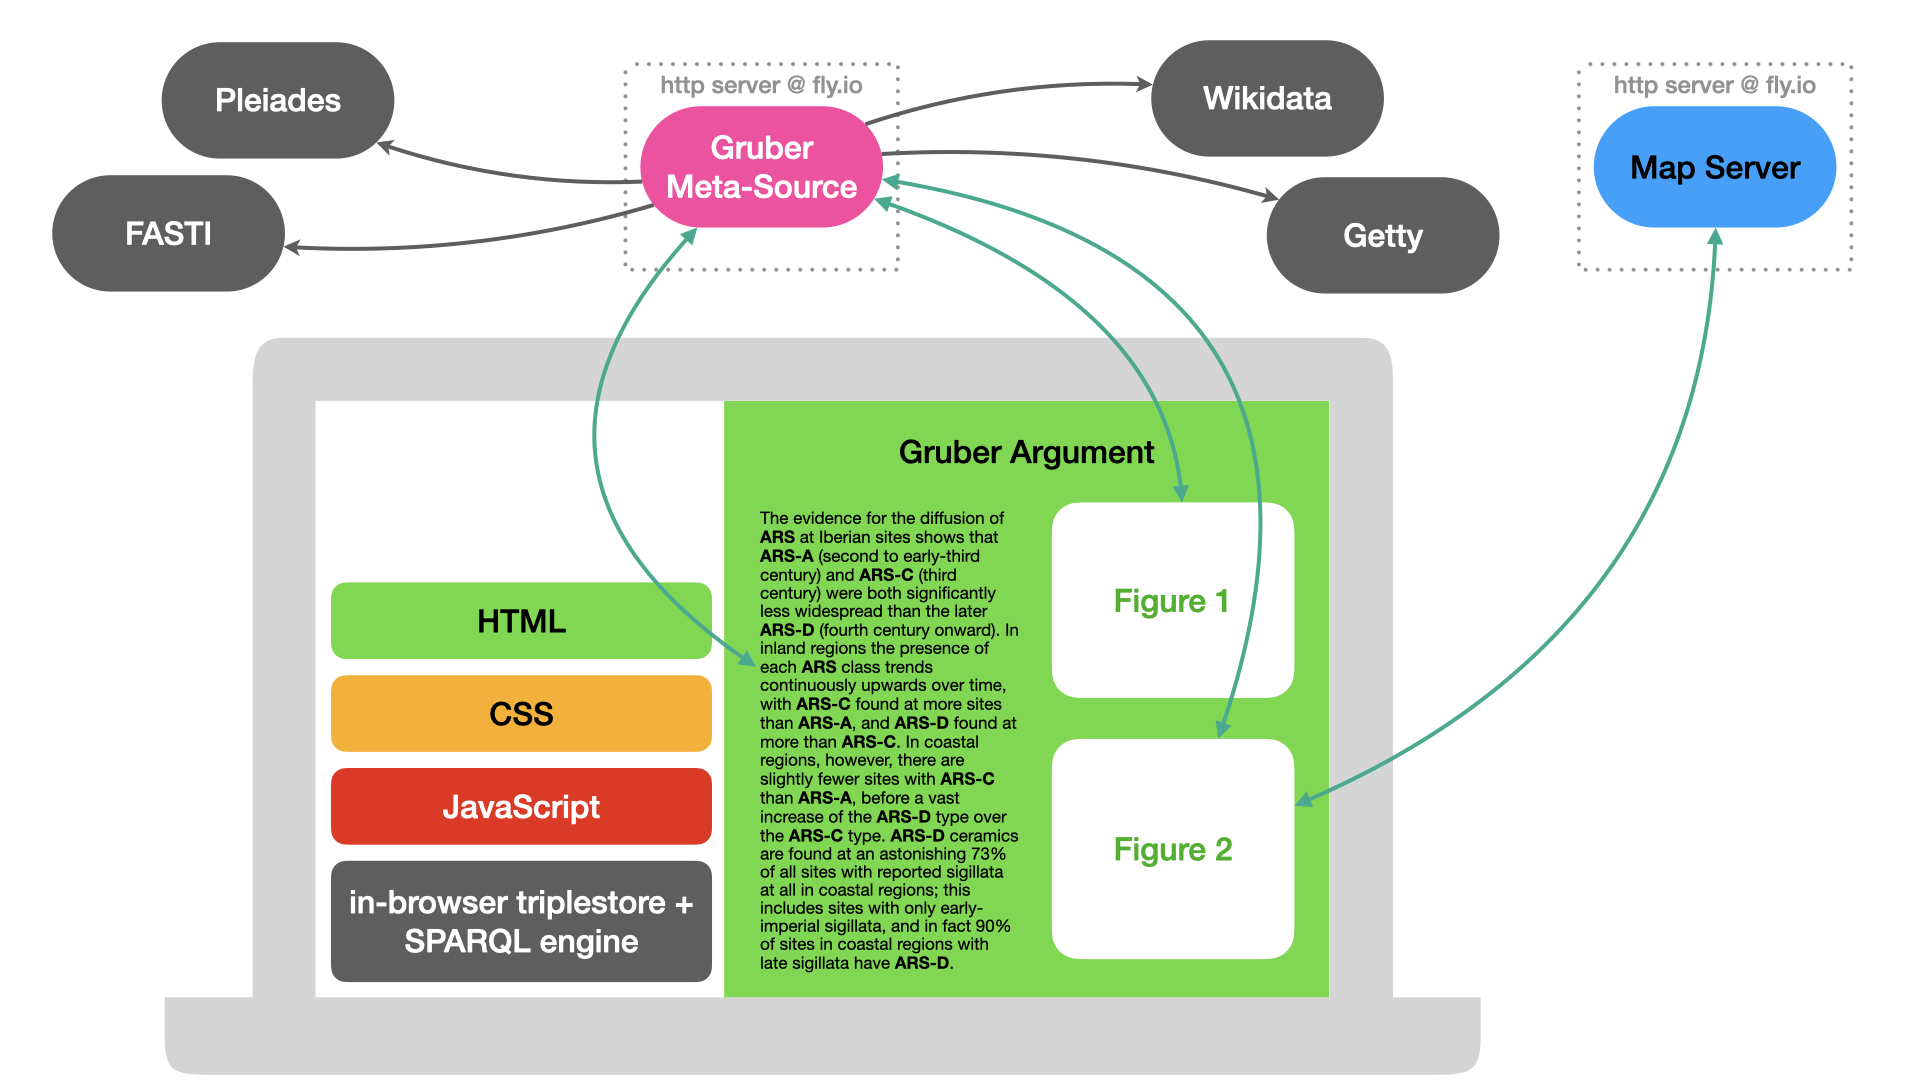 Pleiades
FASTI
http server @ fly.io
Gruber
Meta-Source
Wikidata
Getty
http server @ fly.io
Map Server
HTML
CSS
JavaScript
in-browser triplestore +
SPARQL engine
Gruber Argument
The evidence for the diffusion of
ARS at Iberian sites shows that
ARS-A (second to early-third
century) and ARS-C (third
century) were both significantly
less widespread than the later
ARS-D (fourth century onward). In
inland regions the presence of
each ARS class trends
continuously upwards over time,
with ARS-C found at more sites
than ARS-A, and ARS-D found at
more than ARS-C. In coastal
regions, however, there are
slightly fewer sites with ARS-C
than ARS-A, before a vast
increase of the ARS-D type over
the ARS-C type. ARS-D ceramics
are found at an astonishing 73%
of all sites with reported sigillata
at all in coastal regions; this
includes sites with only early-
imperial sigillata, and in fact 90%
of sites in coastal regions with
late sigillata have ARS-D.
Figure 1
Figure 2